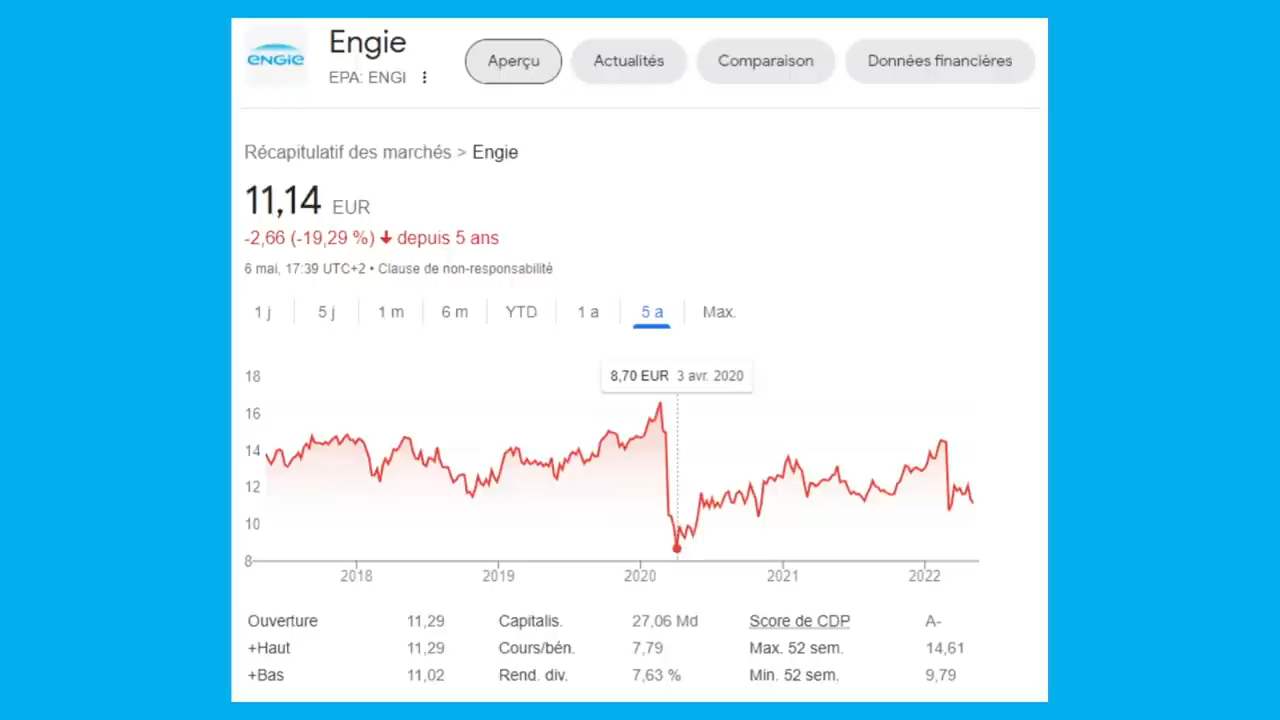 ENGIE
Engie
EPA: ENGI
Aperçu
Actualités
Comparaison
Données financières
Récapitulatif des marchés > Engie
11,14 EUR
-2,66 (-19,29 %) ↓ depuis 5 ans
6 mai, 17:39 UTC+2 • Clause de non-responsabilité
1 j 5 j 1 m 6 m YTD 1 a 5 a Max.
8,70 EUR 3 avr. 2020
18
16
14
12
10
8
2018 2019 2020 2021 2022
Ouverture 11,29 Capitalis. 27,06 Md Score de CDP A-
+Haut 11,29 Cours/bén. 7,79 Max. 52 sem. 14,61
+Bas 11,02 Rend. div. 7,63 % Min. 52 sem. 9,79